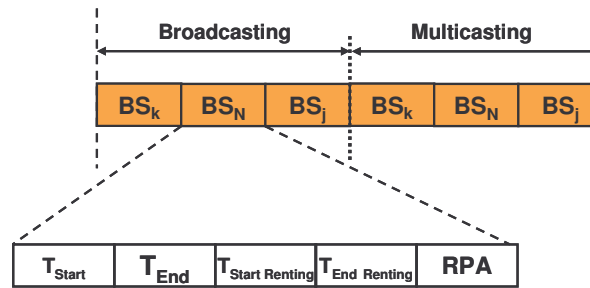 Broadcasting Multicasting
BSk BSN BSj BSk BSN BSj
TStart TEnd TStart Renting TEnd Renting RPA